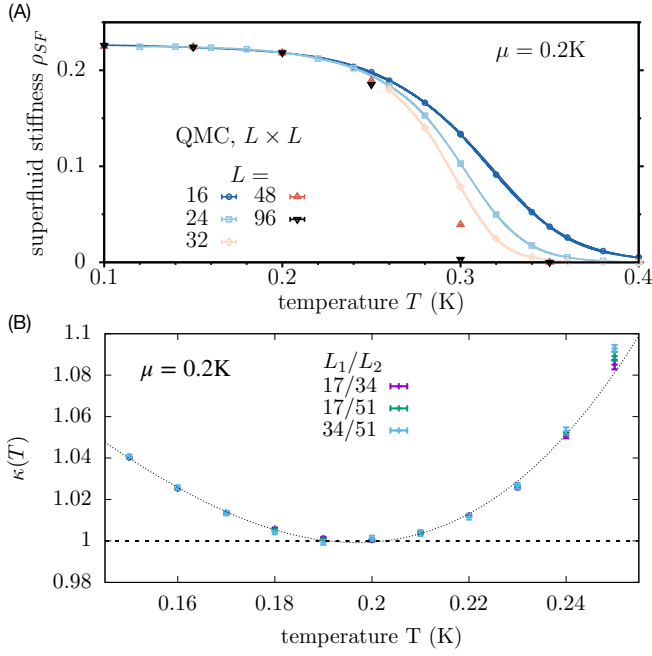 (A)
superfluid stiffness ρSF
0.2
0.1
0
μ = 0.2K
QMC, L × L
L =
16 48
24 96
32
0.1 0.2 0.3 0.4
temperature T (K)
(B)
κ(T)
1.1
1.08
1.06
1.04
1.02
1
0.98
μ = 0.2K
L1/L2
17/34
17/51
34/51
0.16 0.18 0.2 0.22 0.24
temperature T (K)